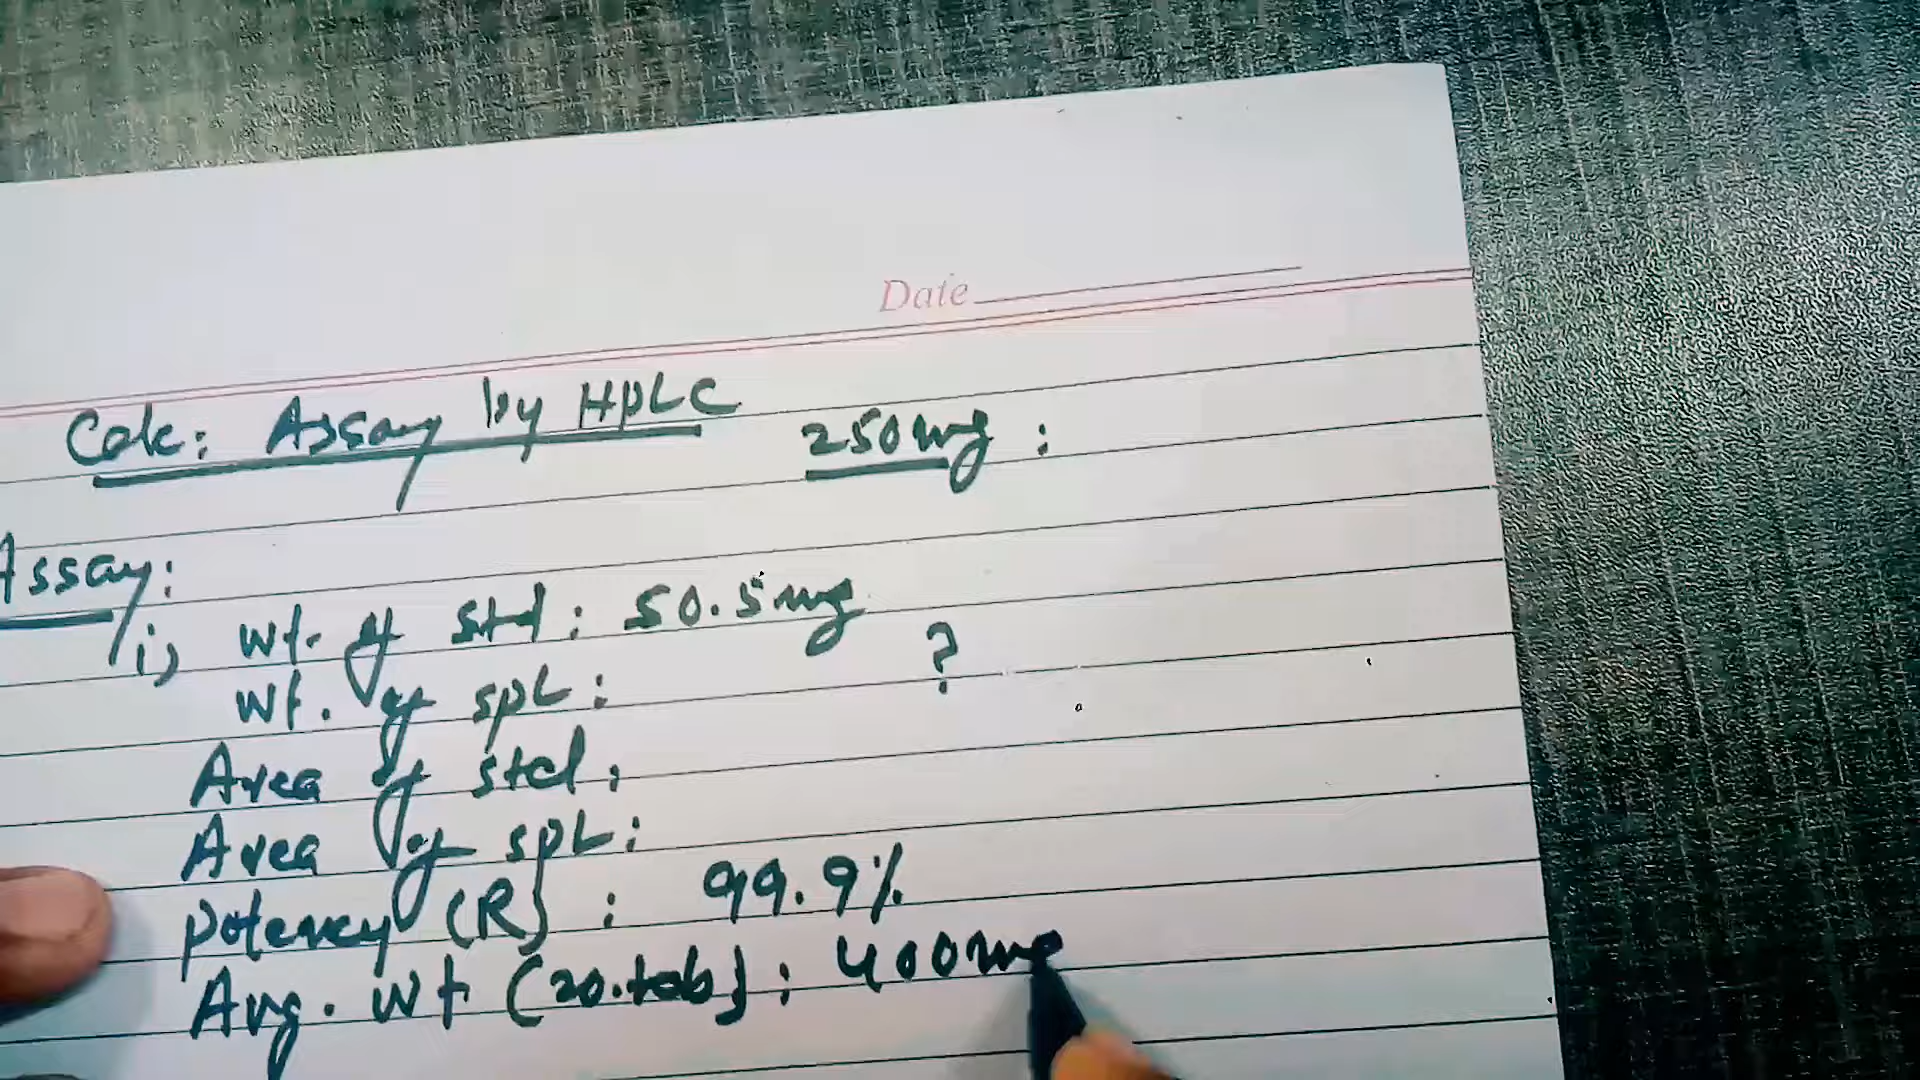 Date
Calc: Assay by HPLC 250mg :
Assay:
i) Wt. of std : 50.5mg
Wt. of spL : ?
Area of std :
Area of spL :
Potency (R) : 99.9%
Avg. Wt (20.tab) : 400mg